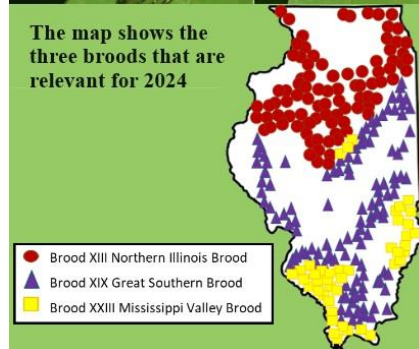 The map shows the
three broods that are
relevant for 2024
Brood XIII Northern Illinois Brood
Brood XIX Great Southern Brood
Brood XXIII Mississippi Valley Brood